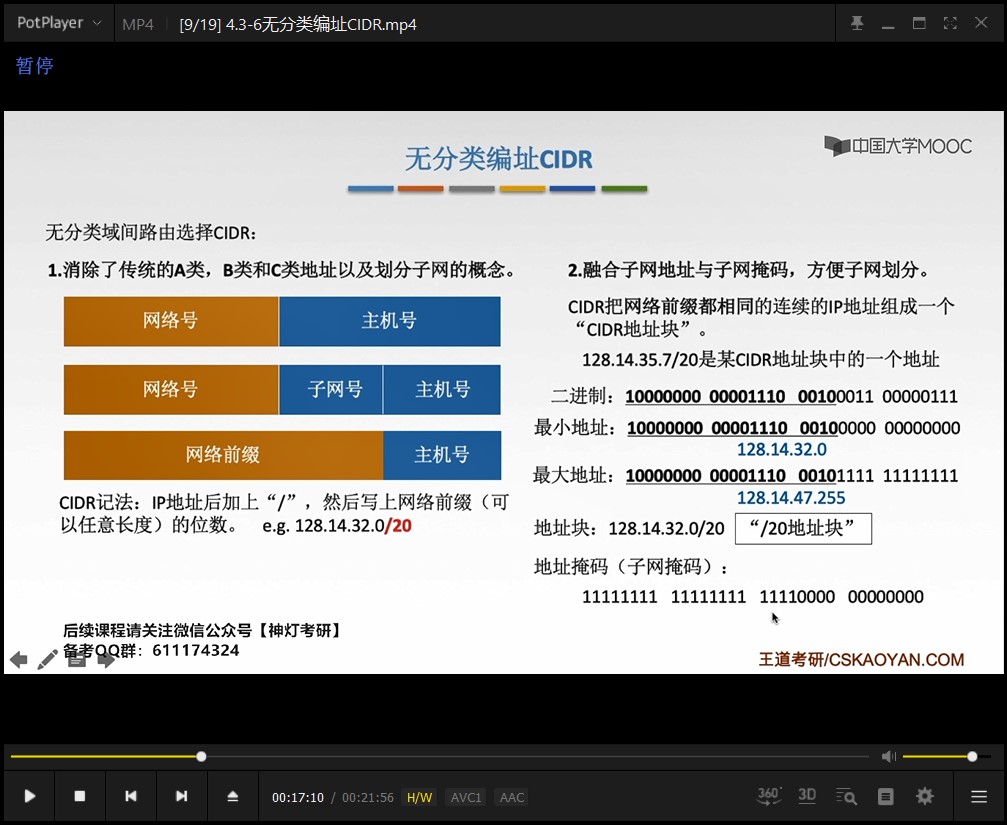 PotPlayer MP4 [9/19] 4.3-6无分类编址CIDR.mp4
暂停
中国大学MOOC
无分类编址CIDR
无分类域间路由选择CIDR：
1.消除了传统的A类，B类和C类地址以及划分子网的概念。
网络号 主机号
网络号 子网号 主机号
网络前缀 主机号
CIDR记法：IP地址后加上“/”，然后写上网络前缀（可
以任意长度）的位数。 e.g. 128.14.32.0/20
2.融合子网地址与子网掩码，方便子网划分。
CIDR把网络前缀都相同的连续的IP地址组成一个
“CIDR地址块”。
128.14.35.7/20是某CIDR地址块中的一个地址
二进制：10000000 00001110 00100011 00000111
最小地址：10000000 00001110 00100000 00000000
128.14.32.0
最大地址：10000000 00001110 00101111 11111111
128.14.47.255
地址块：128.14.32.0/20 “/20地址块”
地址掩码（子网掩码）：
11111111 11111111 11110000 00000000
后续课程请关注微信公众号【神灯考研】
备考QQ群：611174324
王道考研/CSKAOYAN.COM
00:17:10 / 00:21:56 H/W AVC1 AAC 360° 3D